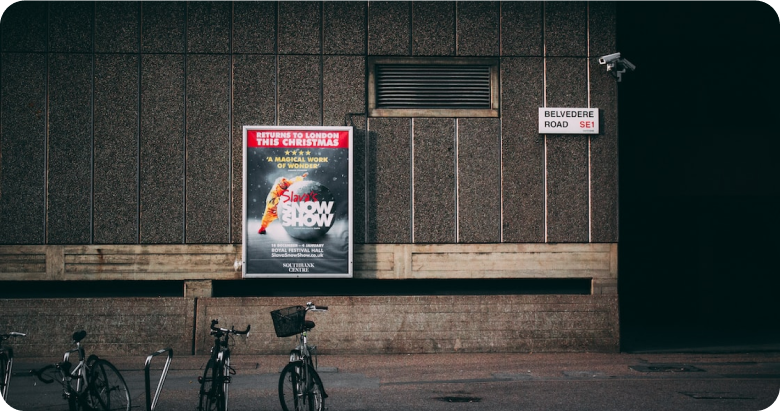 RETURNS TO LONDON
THIS CHRISTMAS
'A MAGICAL WORK
OF WONDER'
Slava's
SNOW
SHOW
ROYAL FESTIVAL HALL
SlavaSnowShow.co.uk
SOUTHBANK
CENTRE
BELVEDERE
ROAD SE1